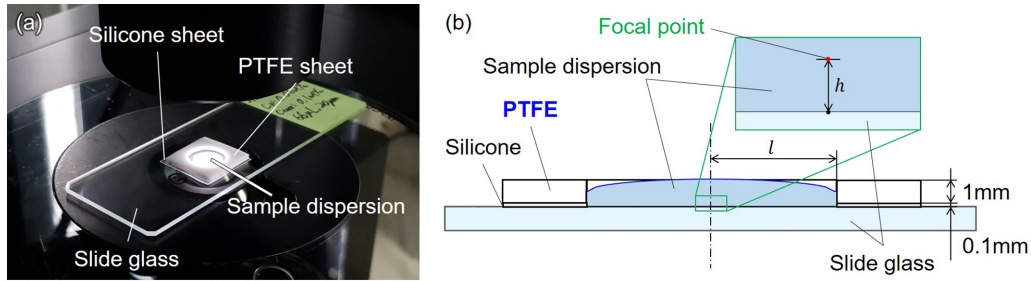 (a)
Silicone sheet
PTFE sheet
Sample dispersion
Slide glass
(b)
Focal point
Sample dispersion
h
PTFE
Silicone
l
1mm
0.1mm
Slide glass